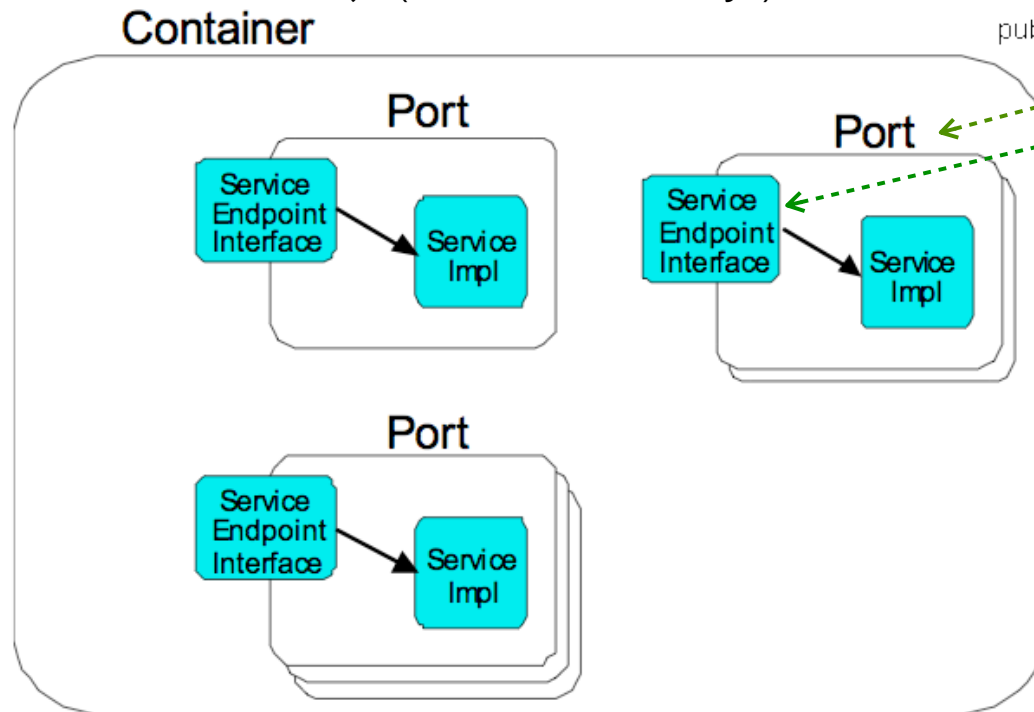 Container
pub
Port
Service
Endpoint
Interface
Service
Impl
Port
Service
Endpoint
Interface
Service
Impl
Port
Service
Endpoint
Interface
Service
Impl